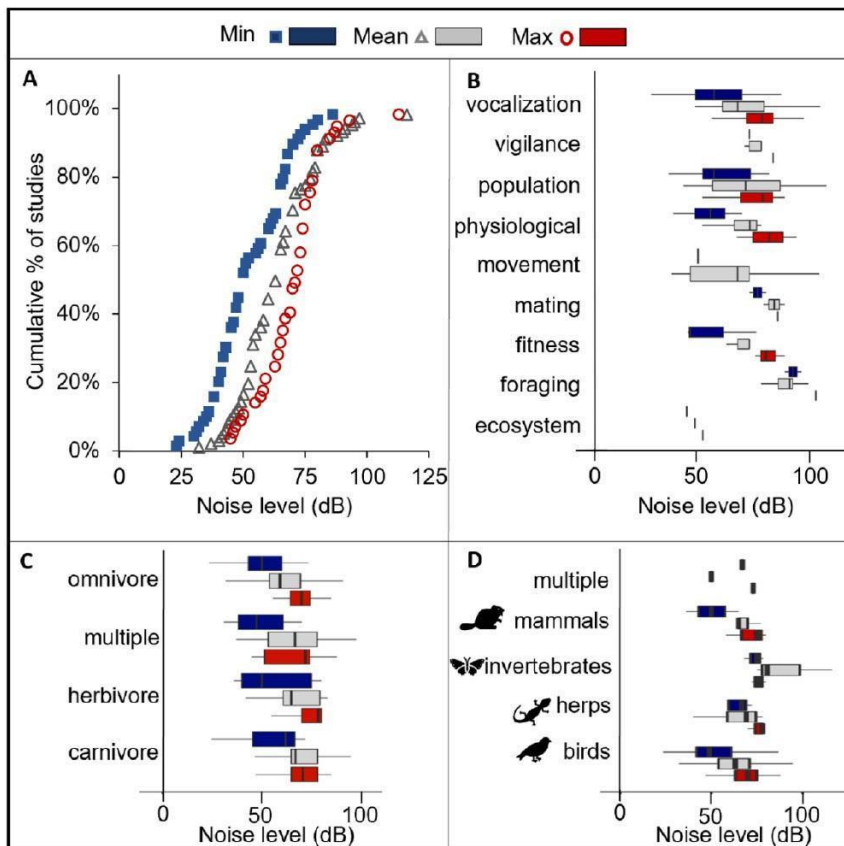 Min Mean Max
A
100%
80%
60%
40%
20%
0%
Cumulative % of studies
0 25 50 75 100 125
Noise level (dB)
B
vocalization
vigilance
population
physiological
movement
mating
fitness
foraging
ecosystem
0 50 100
Noise level (dB)
C
omnivore
multiple
herbivore
carnivore
0 50 100
Noise level (dB)
D
multiple
mammals
invertebrates
herps
birds
0 50 100
Noise level (dB)